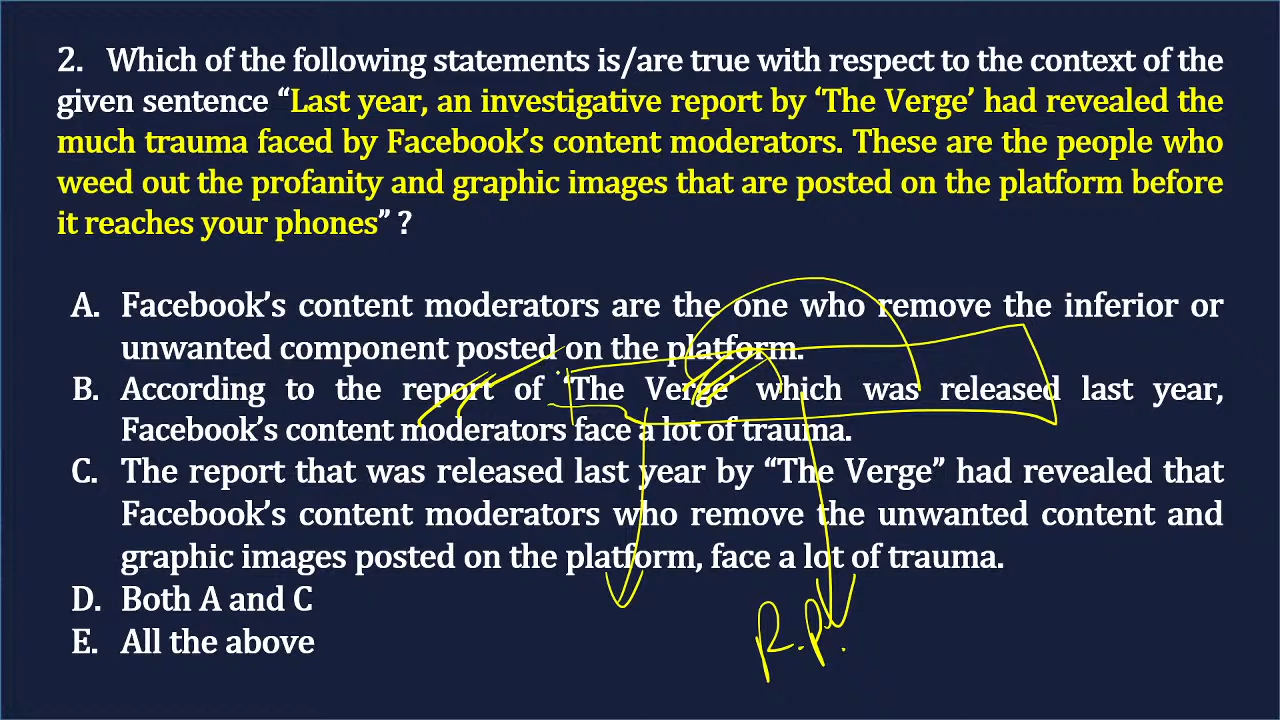 2. Which of the following statements is/are true with respect to the context of the
given sentence “Last year, an investigative report by ‘The Verge’ had revealed the
much trauma faced by Facebook’s content moderators. These are the people who
weed out the profanity and graphic images that are posted on the platform before
it reaches your phones” ?
A. Facebook’s content moderators are the one who remove the inferior or
unwanted component posted on the platform.
B. According to the report of ‘The Verge’ which was released last year,
Facebook’s content moderators face a lot of trauma.
C. The report that was released last year by “The Verge” had revealed that
Facebook’s content moderators who remove the unwanted content and
graphic images posted on the platform, face a lot of trauma.
D. Both A and C
E. All the above